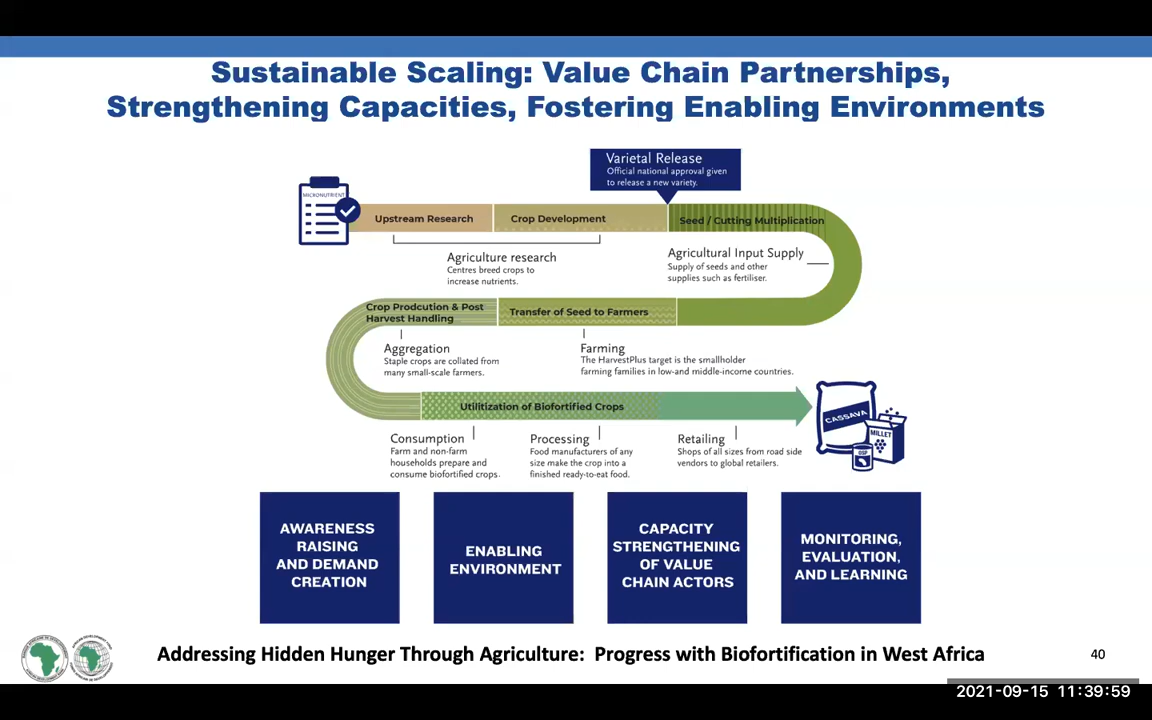 Sustainable Scaling: Value Chain Partnerships,
Strengthening Capacities, Fostering Enabling Environments
Varietal Release
Official national approval given
to release a new variety.
MICRONUTRIENT
Upstream Research
Crop Development
Seed / Cutting Multiplication
Agriculture research
Centres breed crops to
increase nutrients.
Agricultural Input Supply
Supply of seeds and other
supplies such as fertiliser.
Crop Prodcution & Post
Harvest Handling
Transfer of Seed to Farmers
Aggregation
Staple crops are collated from
many small-scale farmers.
Farming
The HarvestPlus target is the smallholder
farming families in low-and middle-income countries.
Utilitization of Biofortified Crops
CASSAVA
MILLET
OSP
Consumption
Farm and non-farm
households prepare and
consume biofortified crops.
Processing
Food manufacturers of any
size make the crop into a
finished ready-to-eat food.
Retailing
Shops of all sizes from road side
vendors to global retailers.
AWARENESS
RAISING
AND DEMAND
CREATION
ENABLING
ENVIRONMENT
CAPACITY
STRENGTHENING
OF VALUE
CHAIN ACTORS
MONITORING,
EVALUATION,
AND LEARNING
Addressing Hidden Hunger Through Agriculture: Progress with Biofortification in West Africa
40
2021-09-15 11:39:59